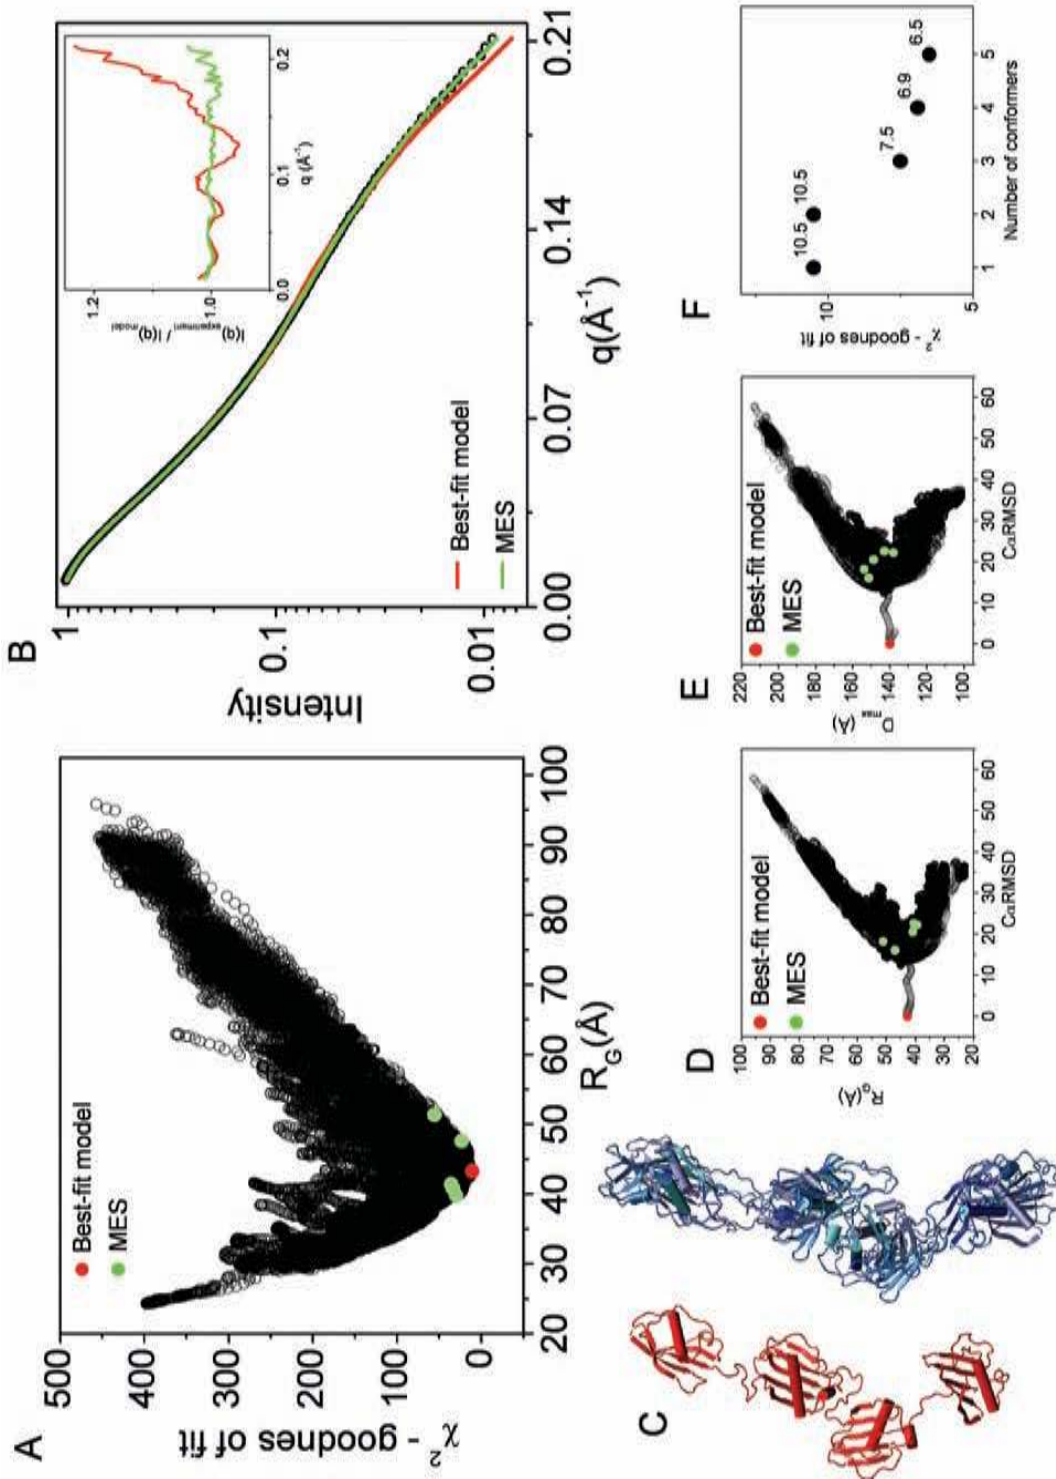 A
χ² - goodness of fit
500
400
300
200
100
0
Best-fit model
MES
20 30 40 50 60 70 80 90 100
R_G(Å)
B
Intensity
1
0.1
0.01
Best-fit model
MES
0.00 0.07 0.14 0.21
q(Å⁻¹)
I(q)experiment / I(q)model
1.2
1.0
0.0 0.1 0.2
q (Å⁻¹)
C
D
R_G(Å)
100
90
80
70
60
50
40
30
20
Best-fit model
MES
0 10 20 30 40 50 60
CαRMSD
E
D_max (Å)
220
200
180
160
140
120
100
Best-fit model
MES
0 10 20 30 40 50 60
CαRMSD
F
χ² - goodnes of fit
10
5
10.5 10.5 7.5 6.9 6.5
1 2 3 4 5
Number of conformers